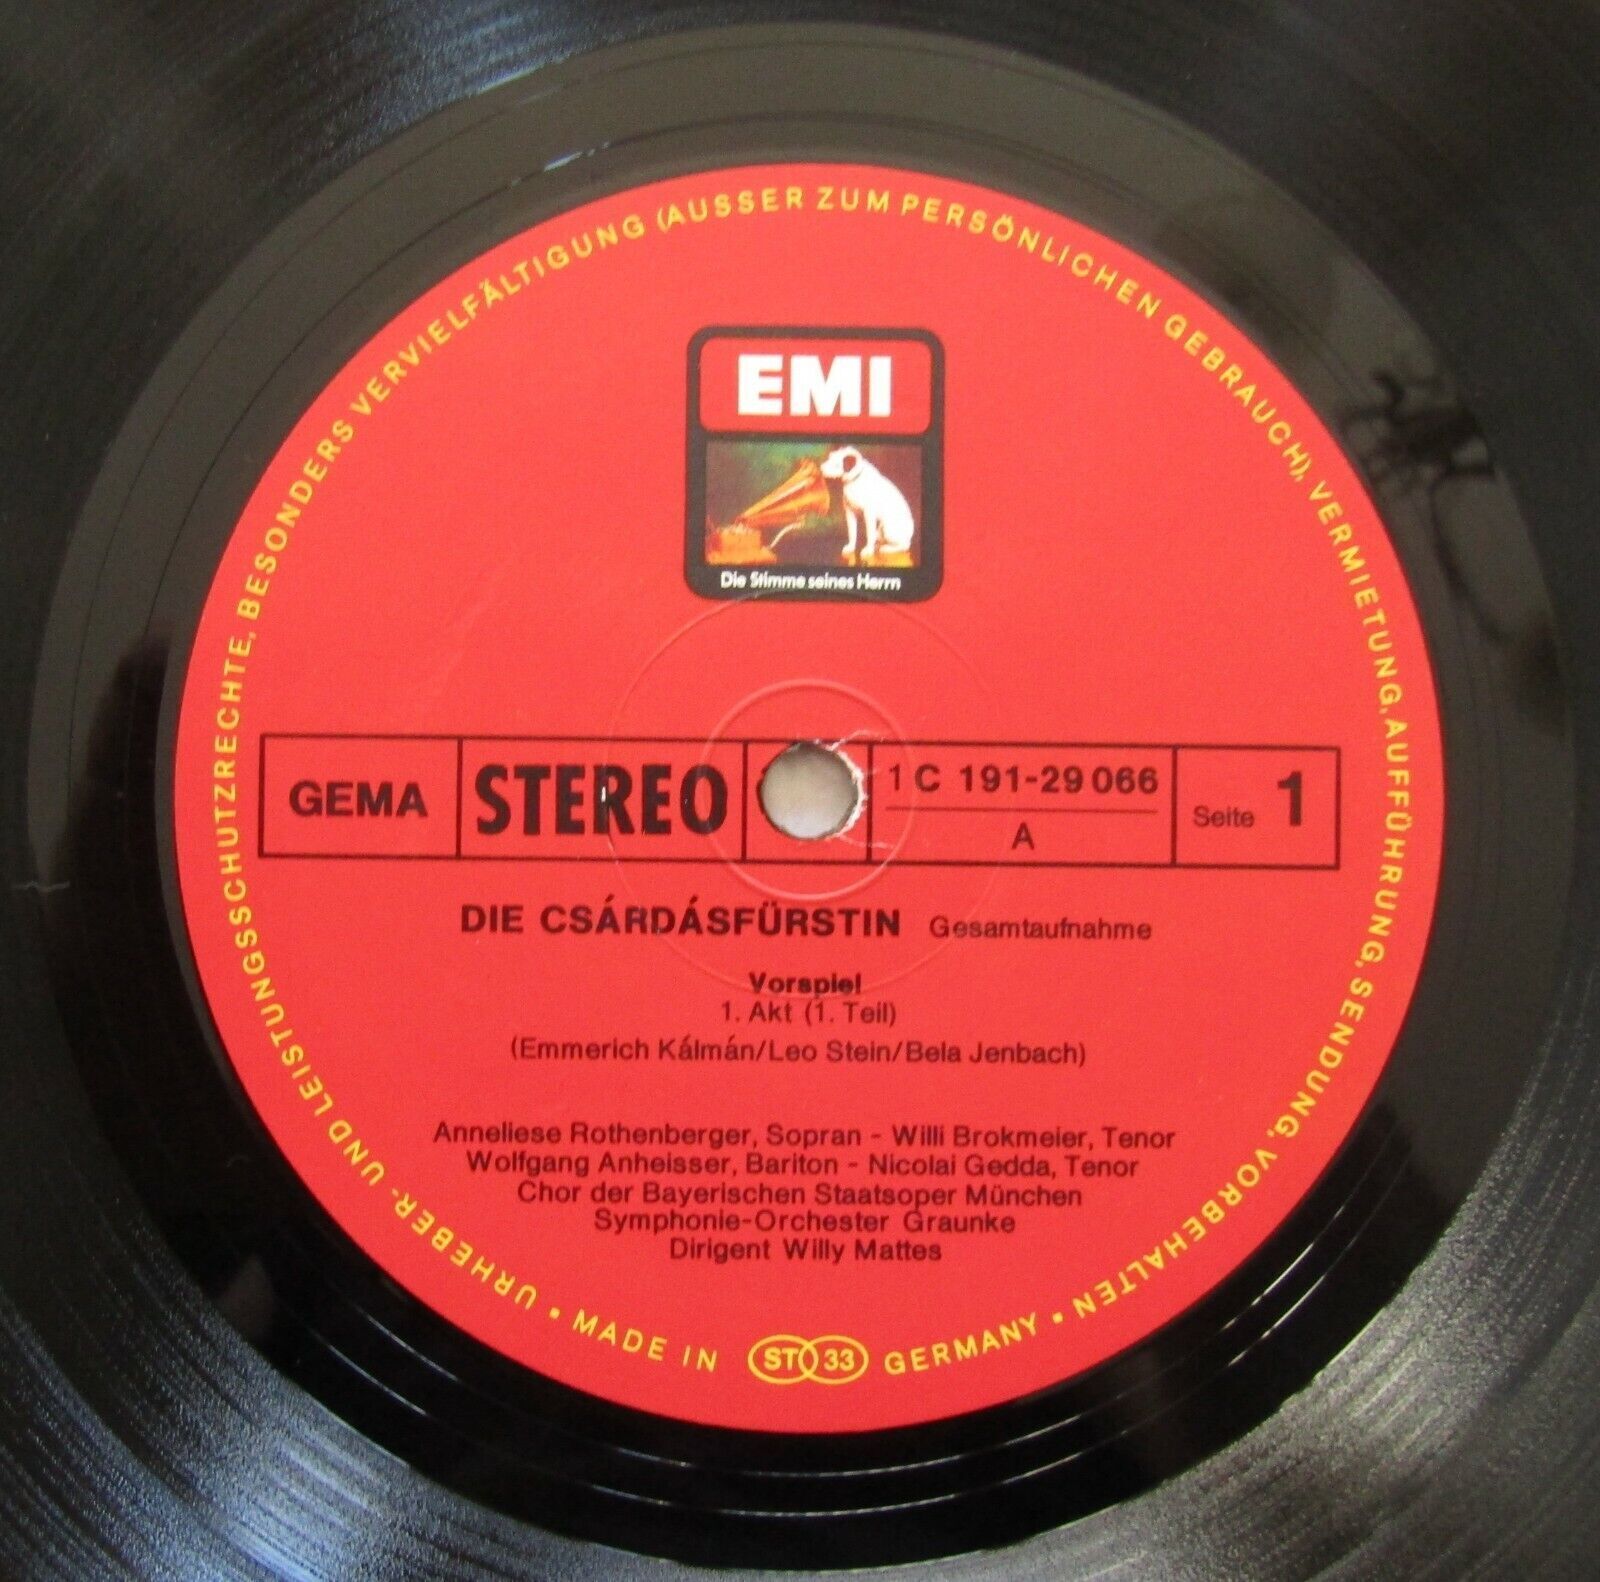 URHEBER- UND LEISTUNGSSCHUTZRECHTE, BESONDERS VERVIELFÄLTIGUNG (AUSSER ZUM PERSÖNLICHEN GEBRAUCH), VERMIETUNG, AUFFÜHRUNG, SENDUNG, VORBEHALTEN •
EMI
Die Stimme seines Herrn
GEMA
STEREO
1 C 191-29 066
A
Seite 1
DIE CSÁRDÁSFÜRSTIN Gesamtaufnahme
Vorspiel
1. Akt (1. Teil)
(Emmerich Kálmán/Leo Stein/Bela Jenbach)
Anneliese Rothenberger, Sopran - Willi Brokmeier, Tenor
Wolfgang Anheisser, Bariton - Nicolai Gedda, Tenor
Chor der Bayerischen Staatsoper München
Symphonie-Orchester Graunke
Dirigent Willy Mattes
• MADE IN ST 33 GERMANY